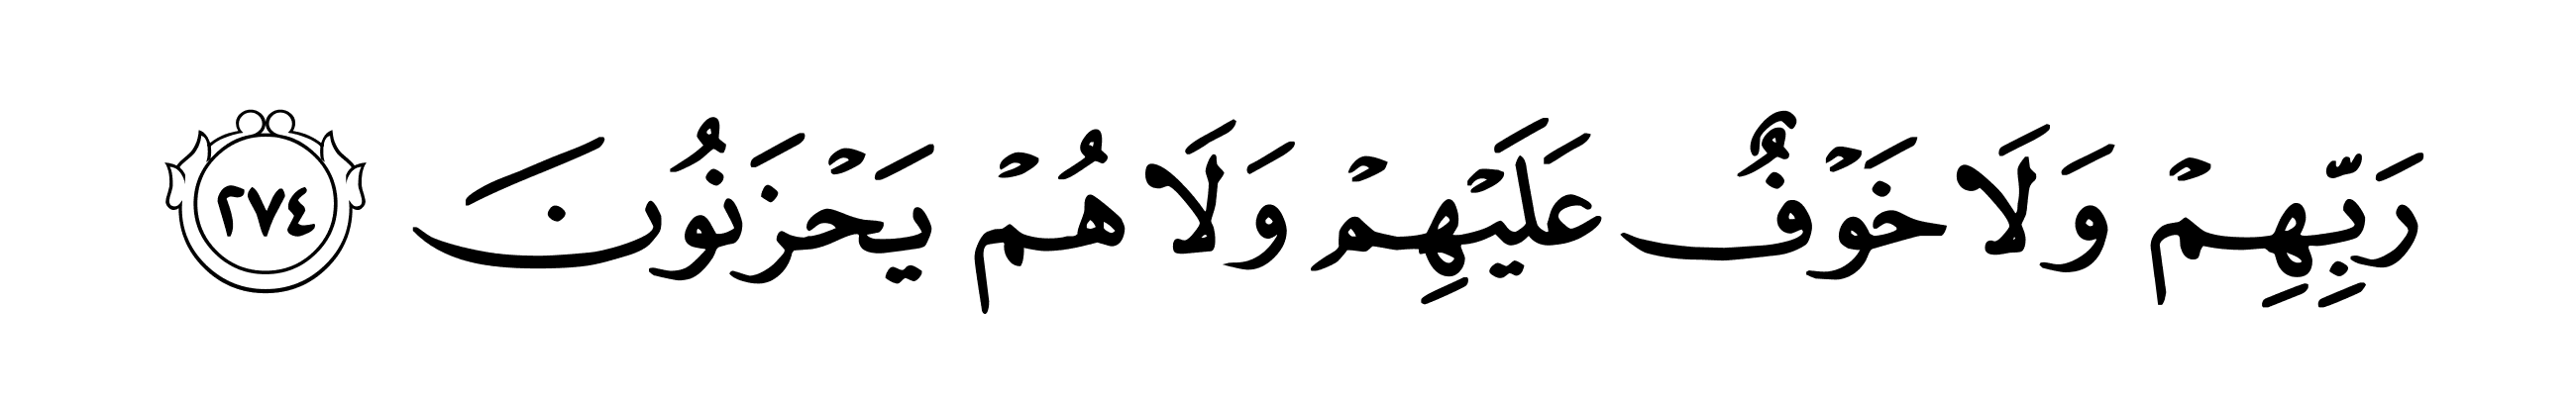 رَبِّهِمۡ وَلَا خَوۡفٌ عَلَيۡهِمۡ وَلَا هُمۡ يَحۡزَنُونَ ٢٧٤